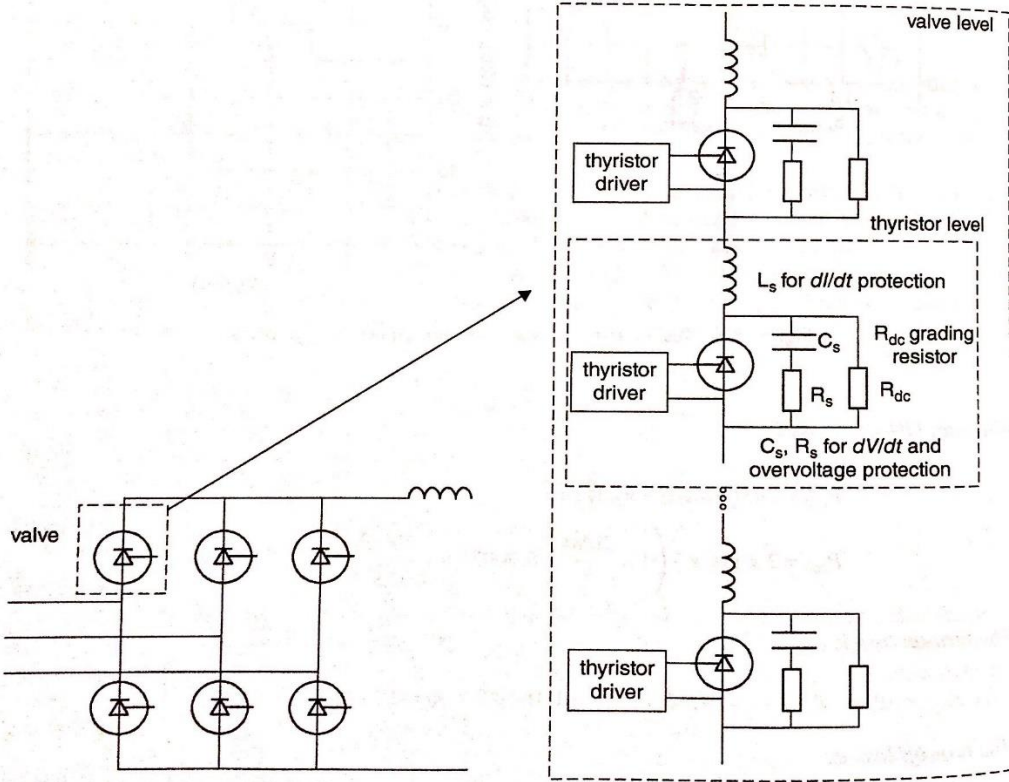 valve level
thyristor
driver
thyristor level
L_s for dI/dt protection
C_s
R_dc grading
resistor
thyristor
driver
R_s
R_dc
C_s, R_s for dV/dt and
overvoltage protection
valve
thyristor
driver